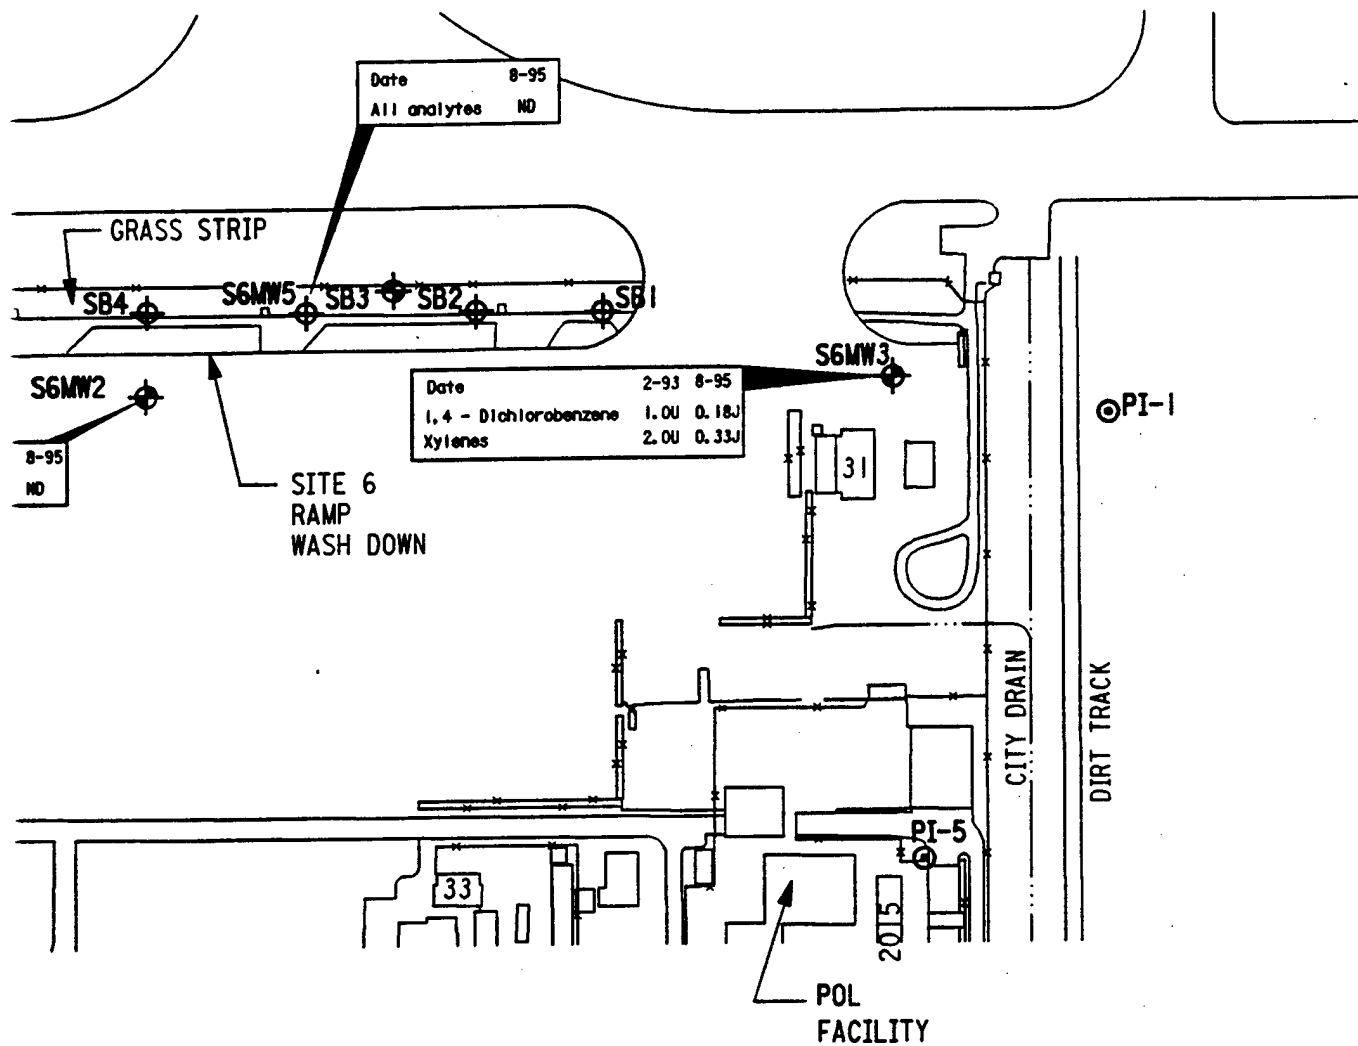 Date 8-95
All analytes ND
GRASS STRIP
SB4
S6MW5
SB3
SB2
SB1
S6MW3
S6MW2
Date 2-93 8-95
1,4 - Dichlorobenzene 1.0U 0.18J
Xylenes 2.0U 0.33J
PI-1
8-95
ND
31
SITE 6
RAMP
WASH DOWN
CITY DRAIN
DIRT TRACK
PI-5
33
2015
POL
FACILITY